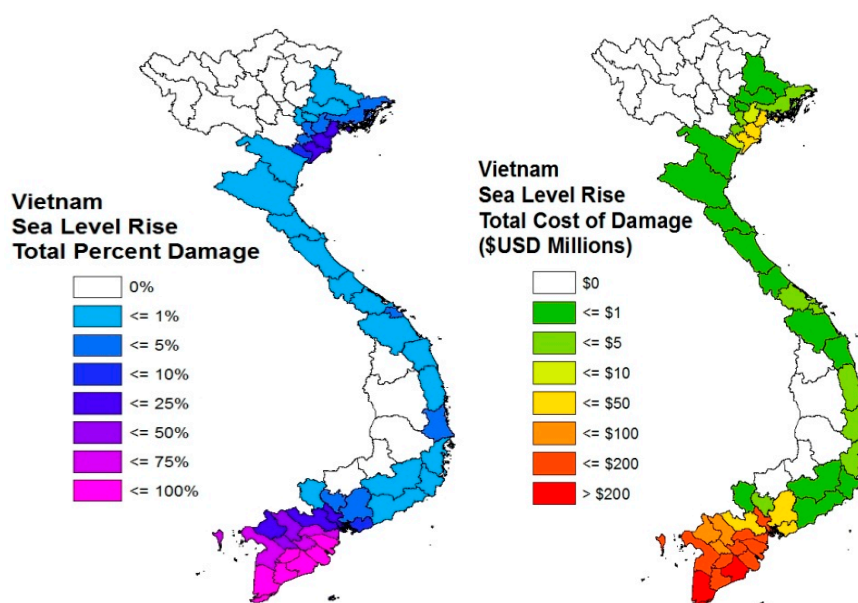 Vietnam
Sea Level Rise
Total Percent Damage
0%
<= 1%
<= 5%
<= 10%
<= 25%
<= 50%
<= 75%
<= 100%
Vietnam
Sea Level Rise
Total Cost of Damage
($USD Millions)
$0
<= $1
<= $5
<= $10
<= $50
<= $100
<= $200
> $200